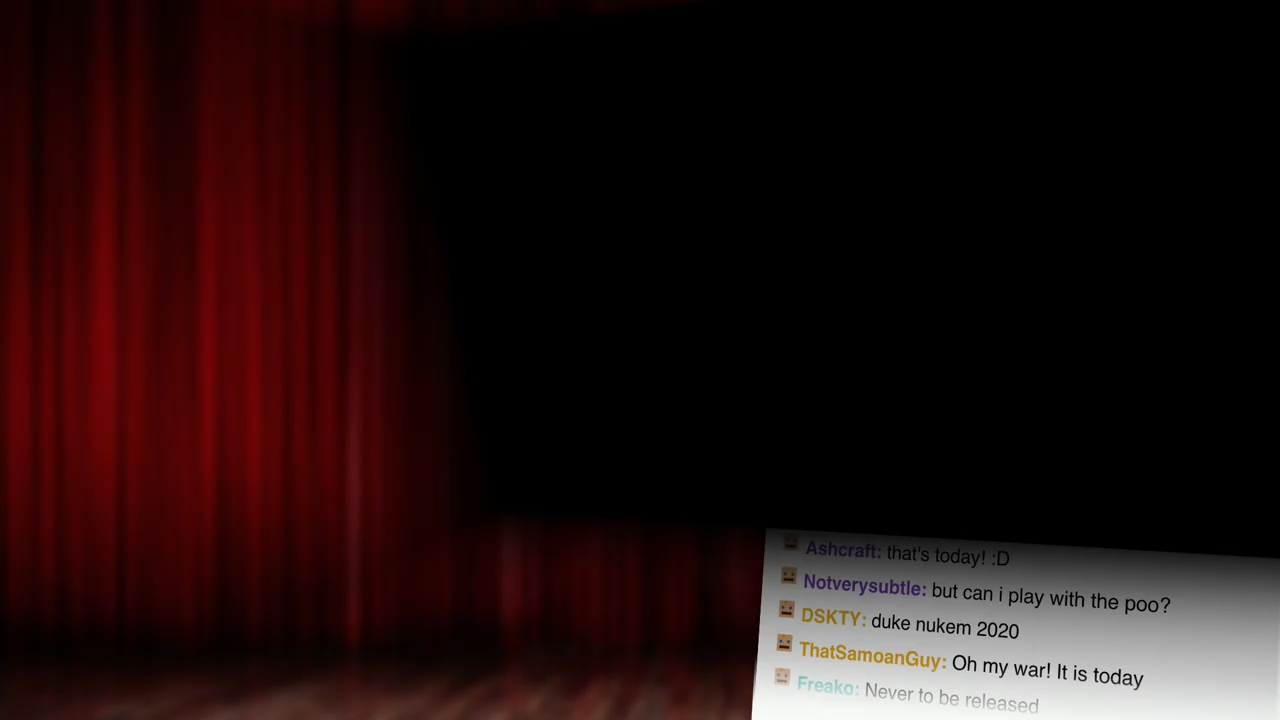 Ashcraft: that's today! :D
Notverysubtle: but can i play with the poo?
DSKTY: duke nukem 2020
ThatSamoanGuy: Oh my war! It is today
Freako: Never to be released